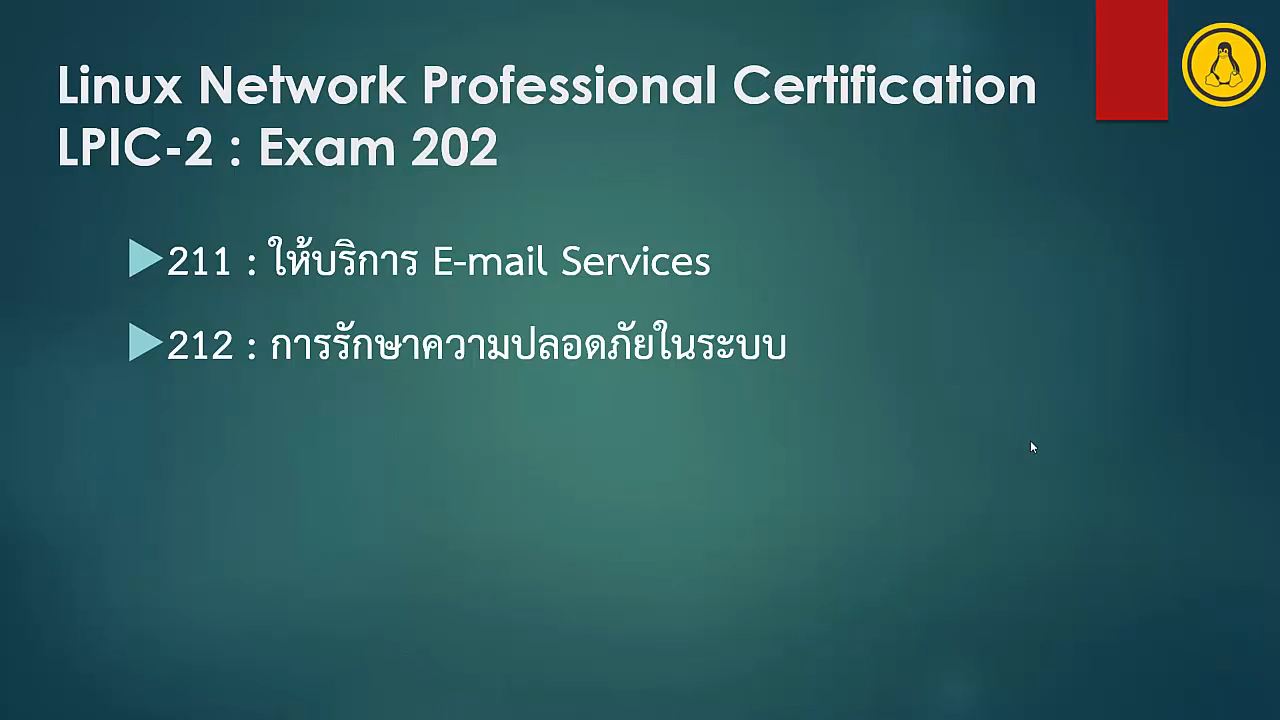 Linux Network Professional Certification
LPIC-2 : Exam 202
211 : ให้บริการ E-mail Services
212 : การรักษาความปลอดภัยในระบบ